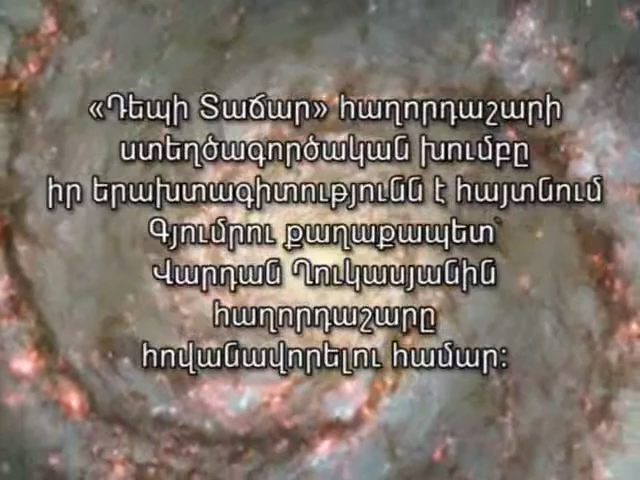 «Դեպի Տաճար» հաղորդաշարի
ստեղծագործական խումբը
իր երախտագիտությունն է հայտնում
Գյումրու քաղաքապետ՝
Վարդան Ղուկասյանին
հաղորդաշարը
հովանավորելու համար: